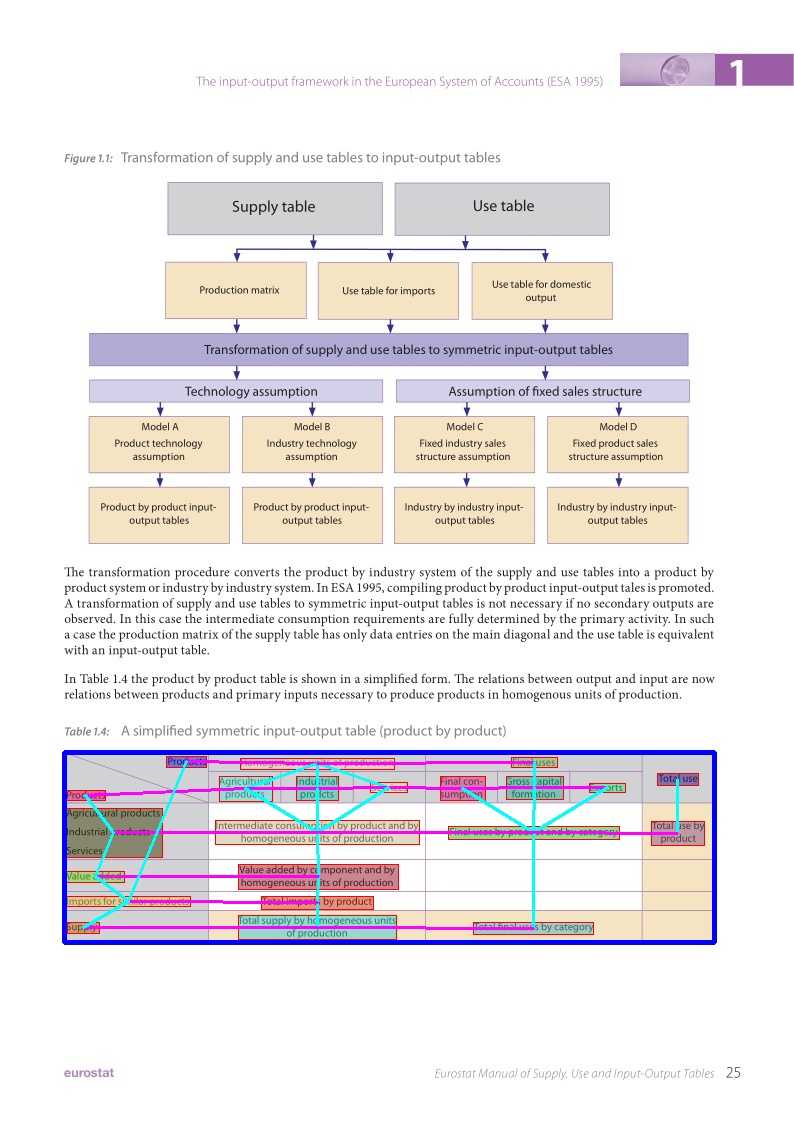 The input-output framework in the European System of Accounts (ESA 1995)
1
Figure 1.1: Transformation of supply and use tables to input-output tables
Supply table
Use table
Production matrix
Use table for imports
Use table for domestic
output
Transformation of supply and use tables to symmetric input-output tables
Technology assumption
Assumption of fixed sales structure
Model A
Product technology
assumption
Model B
Industry technology
assumption
Model C
Fixed industry sales
structure assumption
Model D
Fixed product sales
structure assumption
Product by product input-
output tables
Product by product input-
output tables
Industry by industry input-
output tables
Industry by industry input-
output tables
The transformation procedure converts the product by industry system of the supply and use tables into a product by
product system or industry by industry system. In ESA 1995, compiling product by product input-output tales is promoted.
A transformation of supply and use tables to symmetric input-output tables is not necessary if no secondary outputs are
observed. In this case the intermediate consumption requirements are fully determined by the primary activity. In such
a case the production matrix of the supply table has only data entries on the main diagonal and the use table is equivalent
with an input-output table.
In Table 1.4 the product by product table is shown in a simplified form. The relations between output and input are now
relations between products and primary inputs necessary to produce products in homogenous units of production.
Table 1.4: A simplified symmetric input-output table (product by product)
Products
Homogeneous units of production
Final uses
Total use
Products
Agricultural
products
Industrial
products
Services
Final con-
sumption
Gross capital
formation
Exports
Agricultural products
Industrial products
Services
Intermediate consumption by product and by
homogeneous units of production
Final uses by product and by category
Total use by
product
Value added
Value added by component and by
homogeneous units of production
Imports for similar products
Total imports by product
Supply
Total supply by homogeneous units
of production
Total final uses by category
eurostat
Eurostat Manual of Supply, Use and Input-Output Tables 25